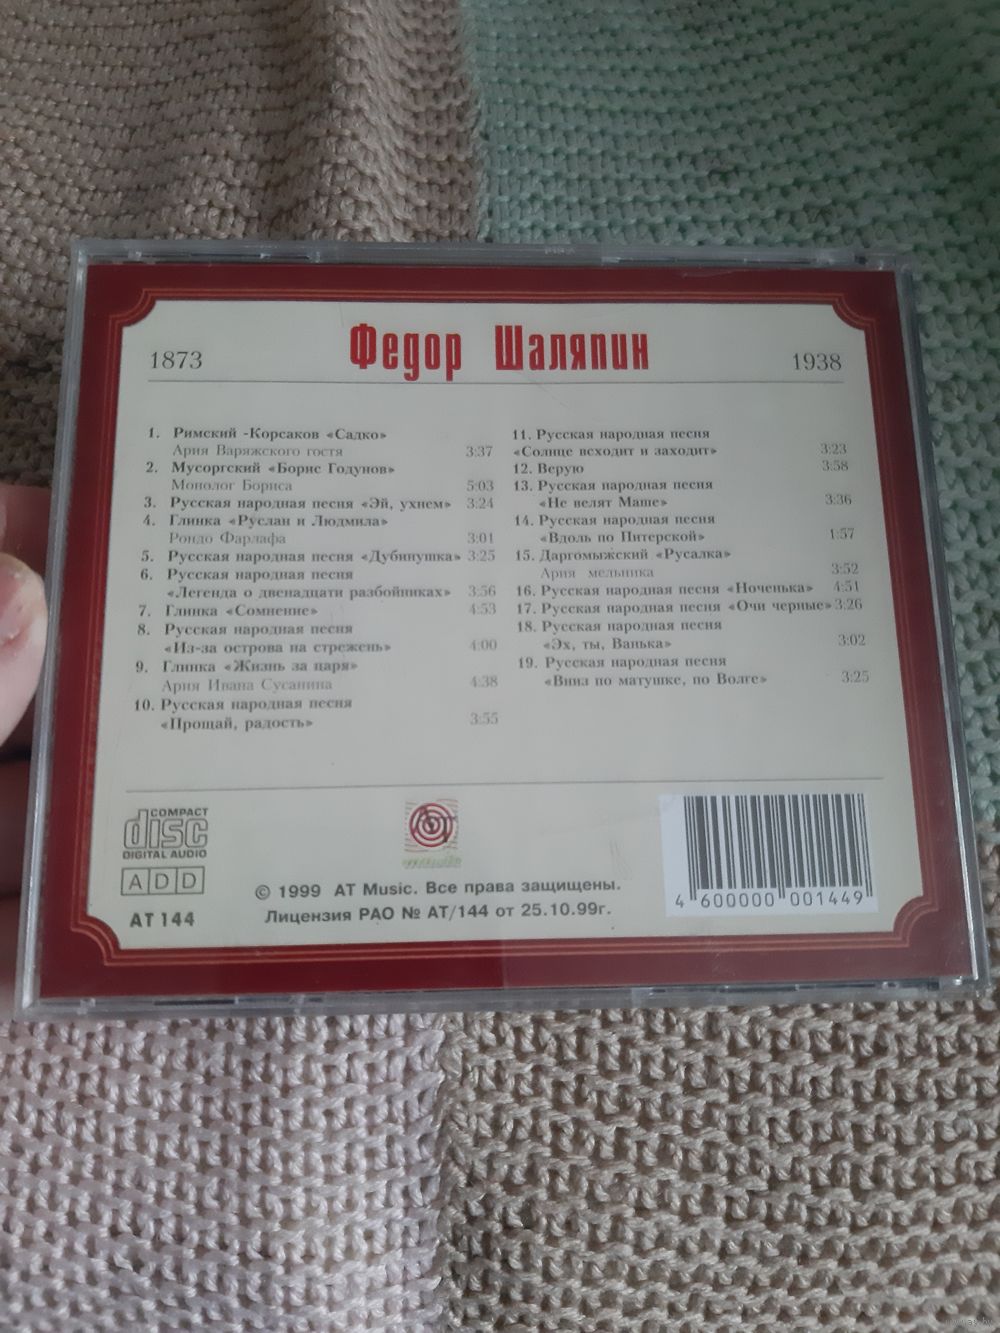 Федор Шаляпин
1873
1938
1. Римский -Корсаков «Садко»
Ария Варяжского гостя 3:37
2. Мусоргский «Борис Годунов»
Монолог Бориса 5:03
3. Русская народная песня «Эй, ухнем» 3:24
4. Глинка «Руслан и Людмила»
Рондо Фарлафа 3:01
5. Русская народная песня «Дубинушка» 3:25
6. Русская народная песня
«Легенда о двенадцати разбойниках» 3:56
7. Глинка «Сомнение» 4:53
8. Русская народная песня
«Из-за острова на стрежень» 4:00
9. Глинка «Жизнь за царя»
Ария Ивана Сусанина 4:38
10. Русская народная песня
«Прощай, радость» 3:55
11. Русская народная песня
«Солнце всходит и заходит» 3:23
12. Верую 3:58
13. Русская народная песня
«Не велят Маше» 3:36
14. Русская народная песня
«Вдоль по Питерской» 1:57
15. Даргомыжский «Русалка»
Ария мельника 3:52
16. Русская народная песня «Ноченька» 4:51
17. Русская народная песня «Очи черные» 3:26
18. Русская народная песня
«Эх, ты, Ванька» 3:02
19. Русская народная песня
«Вниз по матушке, по Волге» 3:25
COMPACT
disc
DIGITAL AUDIO
A D D
AT 144
© 1999 AT Music. Все права защищены.
Лицензия РАО № АТ/144 от 25.10.99г.
4 600000 001449